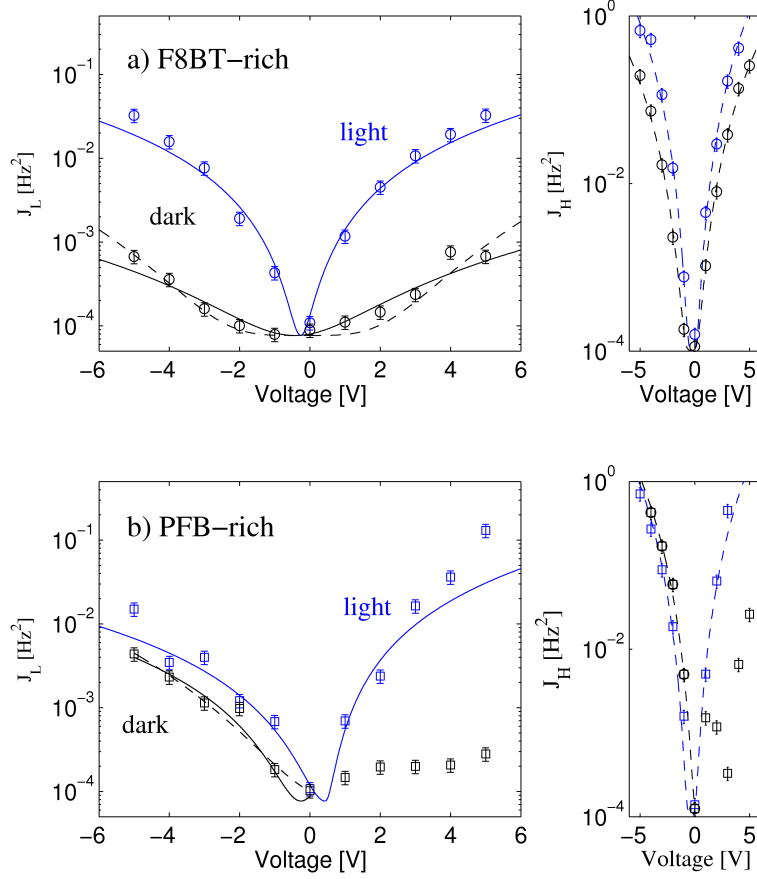 a) F8BT−rich
light
dark
J_L [Hz^2]
10^−1
10^−2
10^−3
10^−4
−6 −4 −2 0 2 4 6
Voltage [V]
J_H [Hz^2]
10^0
10^−2
10^−4
−5 0 5
Voltage [V]
b) PFB−rich
light
dark
J_L [Hz^2]
10^−1
10^−2
10^−3
10^−4
−6 −4 −2 0 2 4 6
Voltage [V]
J_H [Hz^2]
10^0
10^−2
10^−4
−5 0 5
Voltage [V]